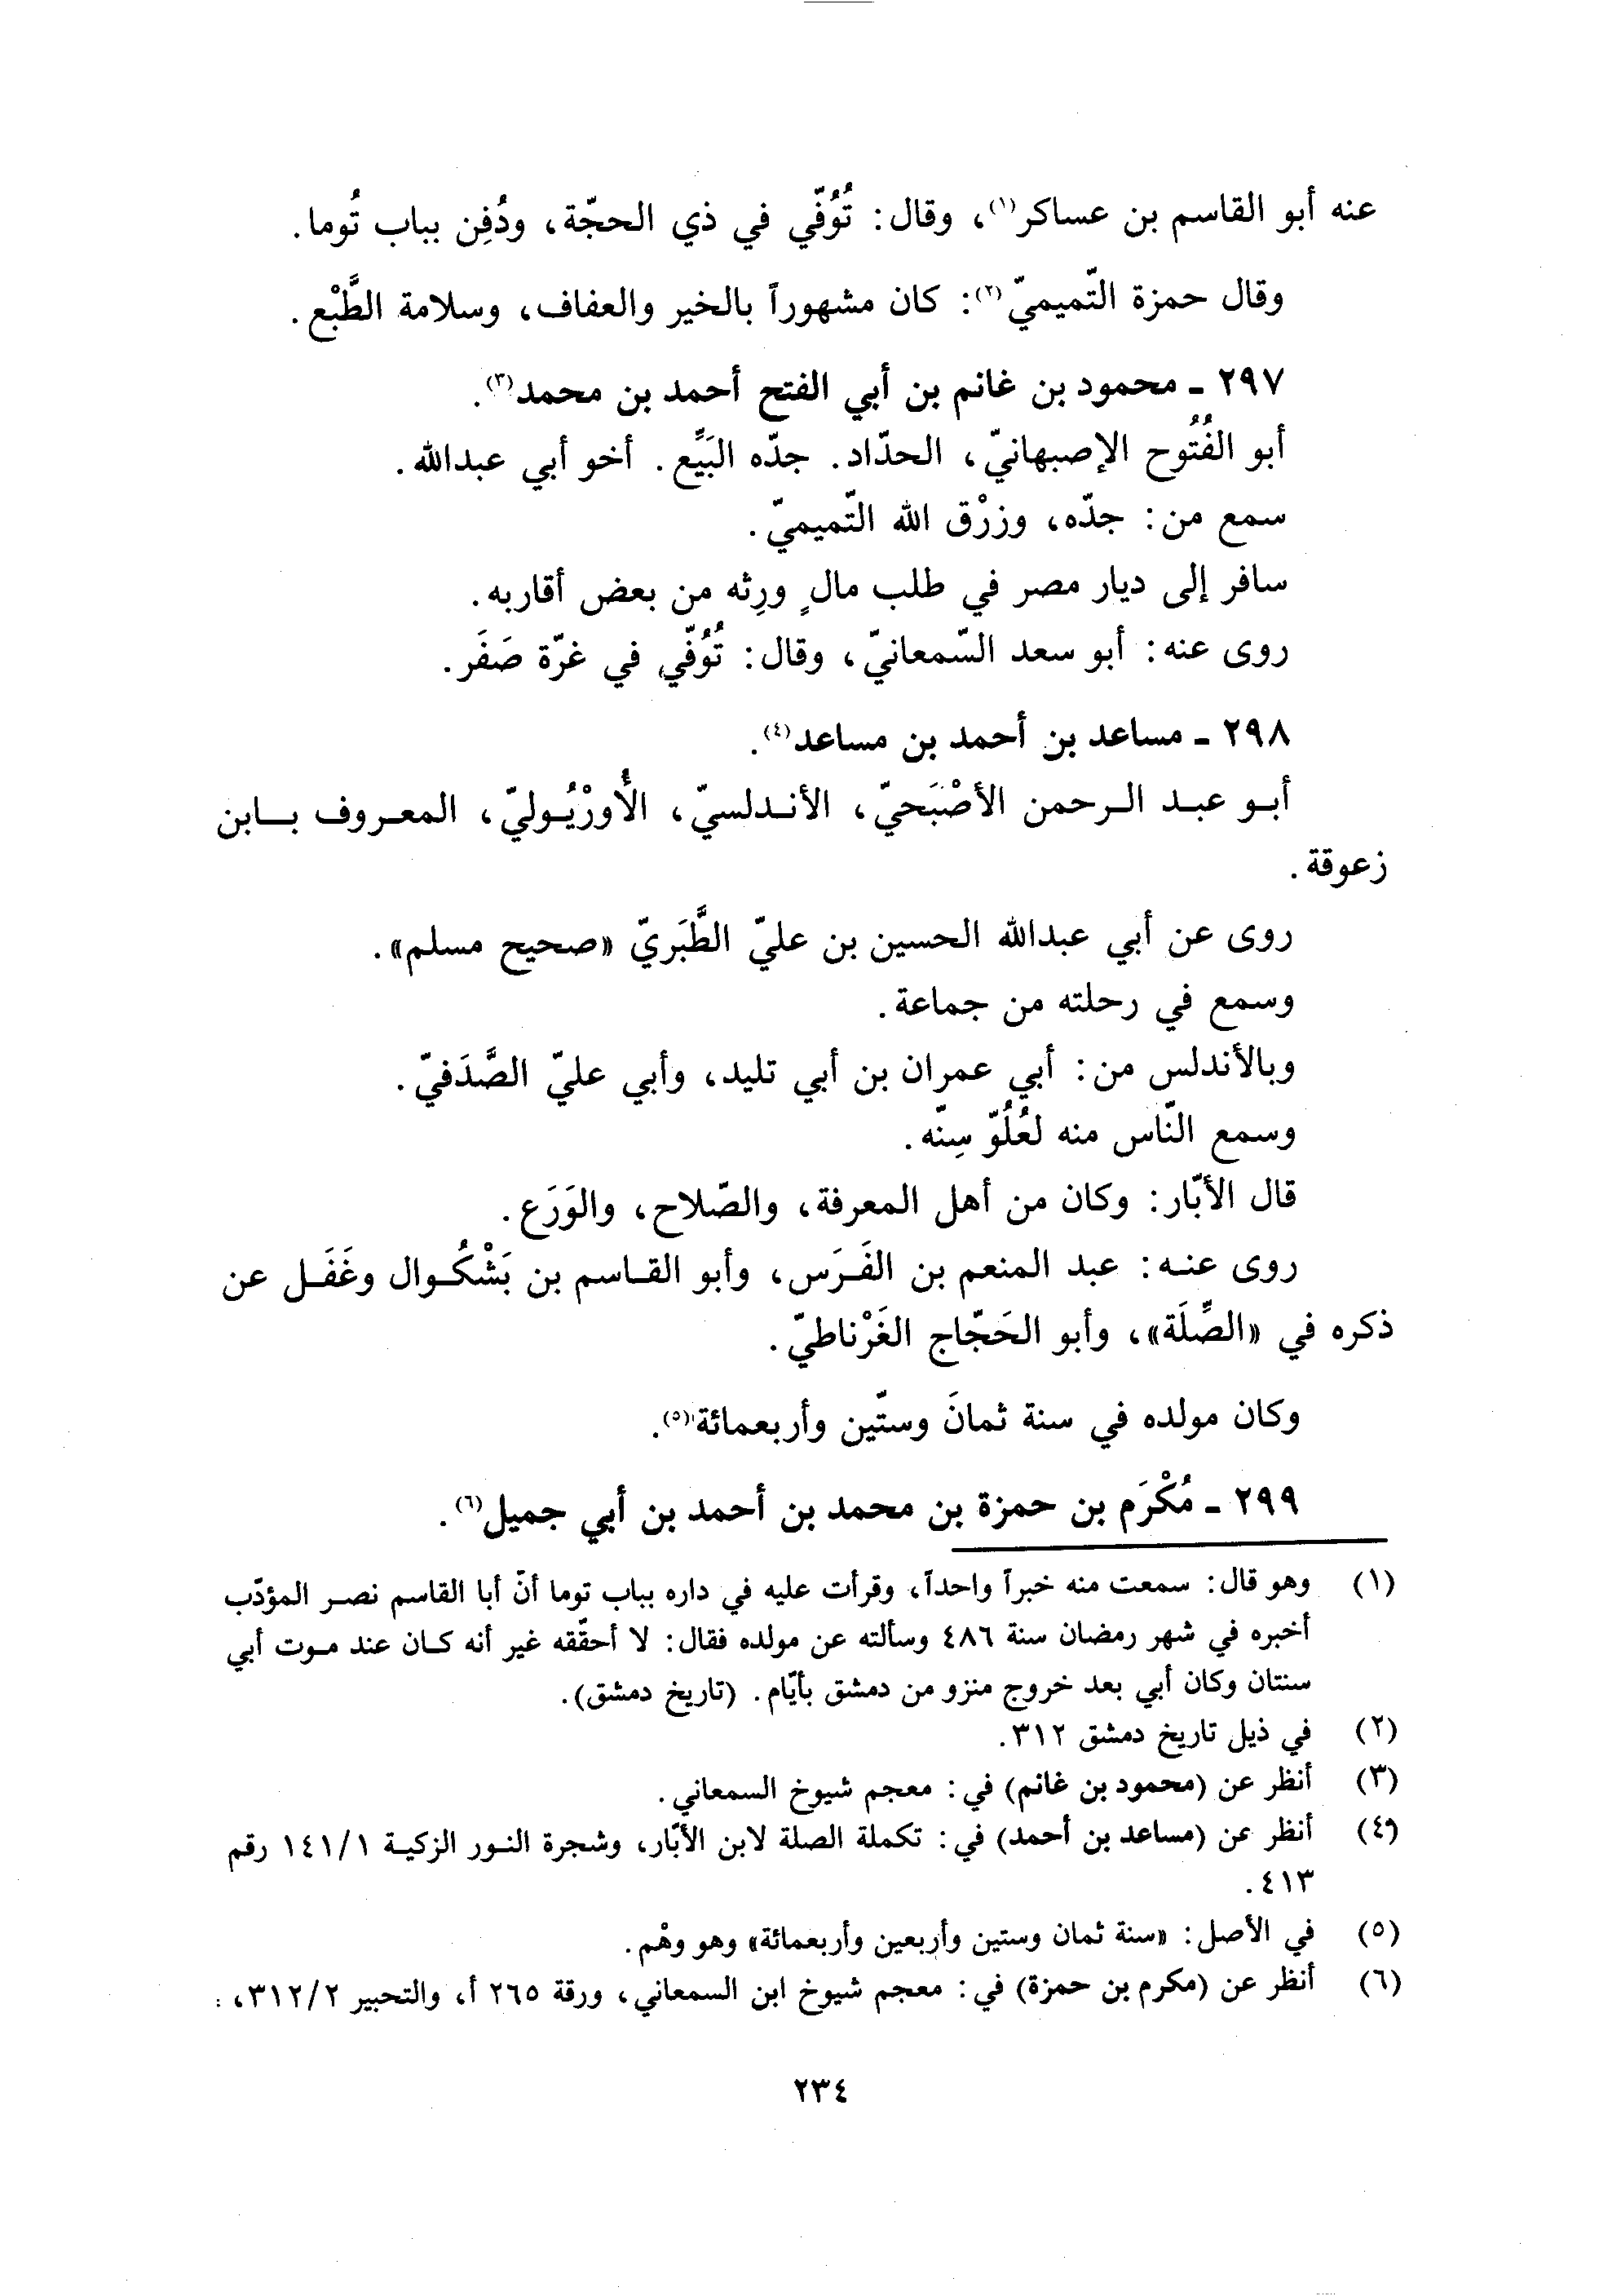 عنه أبو القاسم بن عساكر(١)، وقال: تُوُفّي في ذي الحجّة، ودُفِن بباب تُوما.
وقال حمزة التّميميّ(٢): كان مشهوراً بالخير والعفاف، وسلامة الطَّبْع.
٢٩٧ ـ محمود بن غانم بن أبي الفتح أحمد بن محمد(٣).
أبو الفُتُوح الإصبهانيّ، الحدّاد. جدّه البَيِّع. أخو أبي عبدالله.
سمع من: جدّه، وزرْق الله التّميميّ.
سافر إلى ديار مصر في طلب مالٍ ورِثه من بعض أقاربه.
روى عنه: أبو سعد السّمعانيّ، وقال: تُوُفّي في غرّة صَفَر.
٢٩٨ ـ مساعد بن أحمد بن مساعد(٤).
أبو عبد الرحمن الأصْبَحيّ، الأندلسيّ، الأُورْيُوليّ، المعروف بابن
زعوقة.
روى عن أبي عبدالله الحسين بن عليّ الطَّبَريّ «صحيح مسلم».
وسمع في رحلته من جماعة.
وبالأندلس من: أبي عمران بن أبي تليد، وأبي عليّ الصَّدَفيّ.
وسمع النّاس منه لعُلُوّ سِنّه.
قال الأبّار: وكان من أهل المعرفة، والصّلاح، والوَرَع.
روى عنه: عبد المنعم بن الفَرَس، وأبو القاسم بن بَشْكُوال وغَفَل عن
ذكره في «الصِّلَة»، وأبو الحَجّاج الغَرْناطيّ.
وكان مولده في سنة ثمانَ وستّين وأربعمائة(٥).
٢٩٩ ـ مُكْرَم بن حمزة بن محمد بن أحمد بن أبي جميل(٦).
(١) وهو قال: سمعت منه خبراً واحداً، وقرأت عليه في داره بباب توما أنّ أبا القاسم نصر المؤدّب
أخبره في شهر رمضان سنة ٤٨٦ وسألته عن مولده فقال: لا أحقّقه غير أنه كان عند موت أبي
سنتان وكان أبي بعد خروج منزو من دمشق بأيّام. (تاريخ دمشق).
(٢) في ذيل تاريخ دمشق ٣١٢.
(٣) أنظر عن (محمود بن غانم) في: معجم شيوخ السمعاني.
(٤) أنظر عن (مساعد بن أحمد) في: تكملة الصلة لابن الأبّار، وشجرة النور الزكية ١٤١/١ رقم
٤١٣.
(٥) في الأصل: «سنة ثمان وستين وأربعين وأربعمائة» وهو وهْم.
(٦) أنظر عن (مكرم بن حمزة) في: معجم شيوخ ابن السمعاني، ورقة ٢٦٥ أ، والتحبير ٣١٢/٢، :
٢٣٤